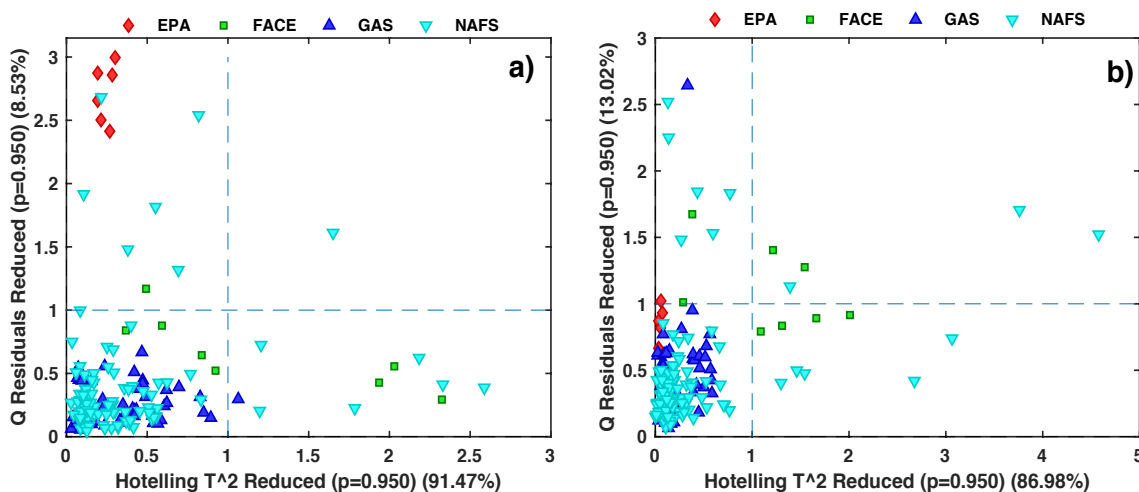 EPA FACE GAS NAFS
a)
Q Residuals Reduced (p=0.950) (8.53%)
3
2.5
2
1.5
1
0.5
0
0 0.5 1 1.5 2 2.5 3
Hotelling T^2 Reduced (p=0.950) (91.47%)
EPA FACE GAS NAFS
b)
Q Residuals Reduced (p=0.950) (13.02%)
3
2.5
2
1.5
1
0.5
0
0 1 2 3 4 5
Hotelling T^2 Reduced (p=0.950) (86.98%)